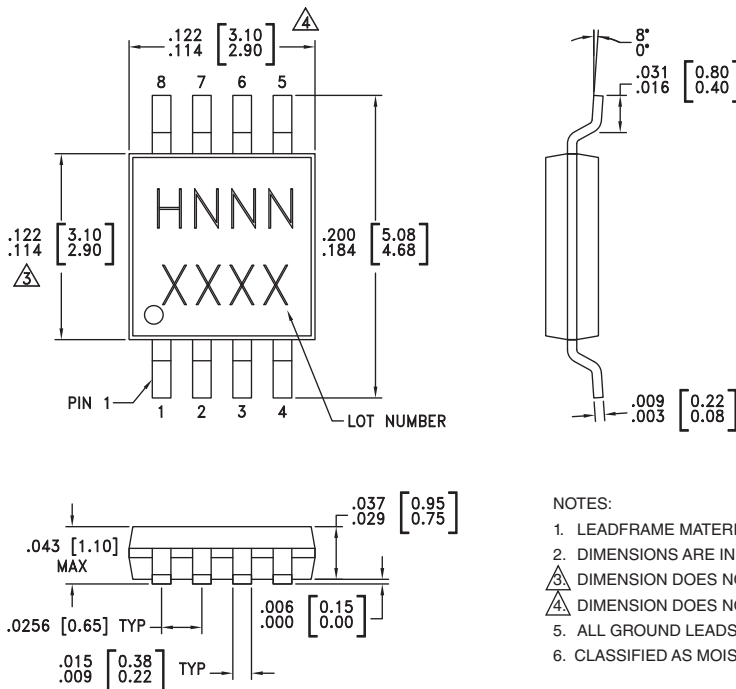 .122 [3.10]
.114 [2.90]
4
8 7 6 5
.122 [3.10]
.114 [2.90]
3
HNNN
XXXX
.200 [5.08]
.184 [4.68]
PIN 1
1 2 3 4
LOT NUMBER
8°
0°
.031 [0.80]
.016 [0.40]
.009 [0.22]
.003 [0.08]
.043 [1.10]
MAX
.037 [0.95]
.029 [0.75]
.006 [0.15]
.000 [0.00]
.0256 [0.65] TYP
.015 [0.38]
.009 [0.22]
TYP
NOTES:
1. LEADFRAME MATERI
2. DIMENSIONS ARE IN
3. DIMENSION DOES NO
4. DIMENSION DOES NO
5. ALL GROUND LEADS
6. CLASSIFIED AS MOIS